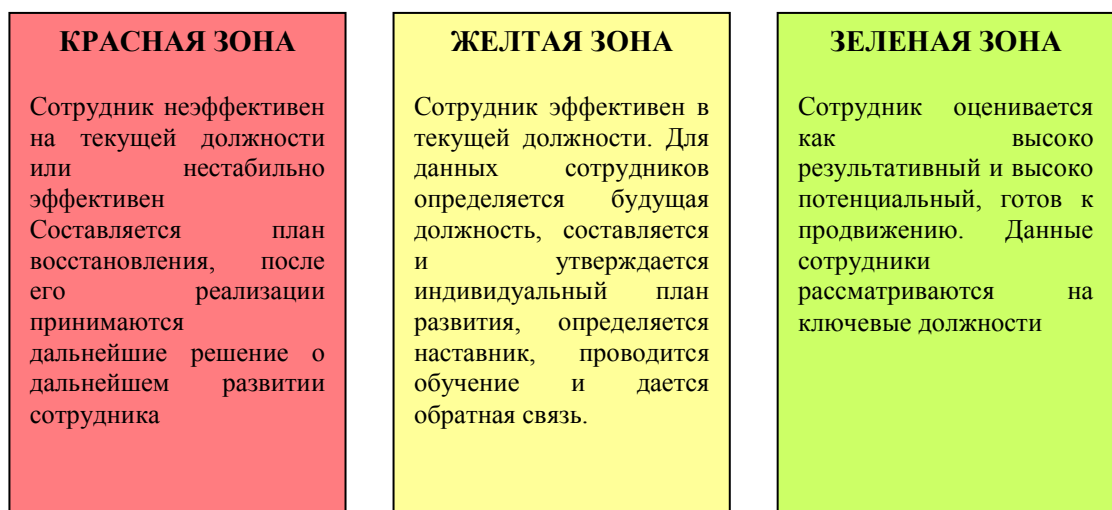 КРАСНАЯ ЗОНА
Сотрудник неэффективен
на текущей должности
или нестабильно
эффективен
Составляется план
восстановления, после
его реализации
принимаются
дальнейшие решение о
дальнейшем развитии
сотрудника
ЖЕЛТАЯ ЗОНА
Сотрудник эффективен в
текущей должности. Для
данных сотрудников
определяется будущая
должность, составляется
и утверждается
индивидуальный план
развития, определяется
наставник, проводится
обучение и дается
обратная связь.
ЗЕЛЕНАЯ ЗОНА
Сотрудник оценивается
как высоко
результативный и высоко
потенциальный, готов к
продвижению. Данные
сотрудники
рассматриваются на
ключевые должности